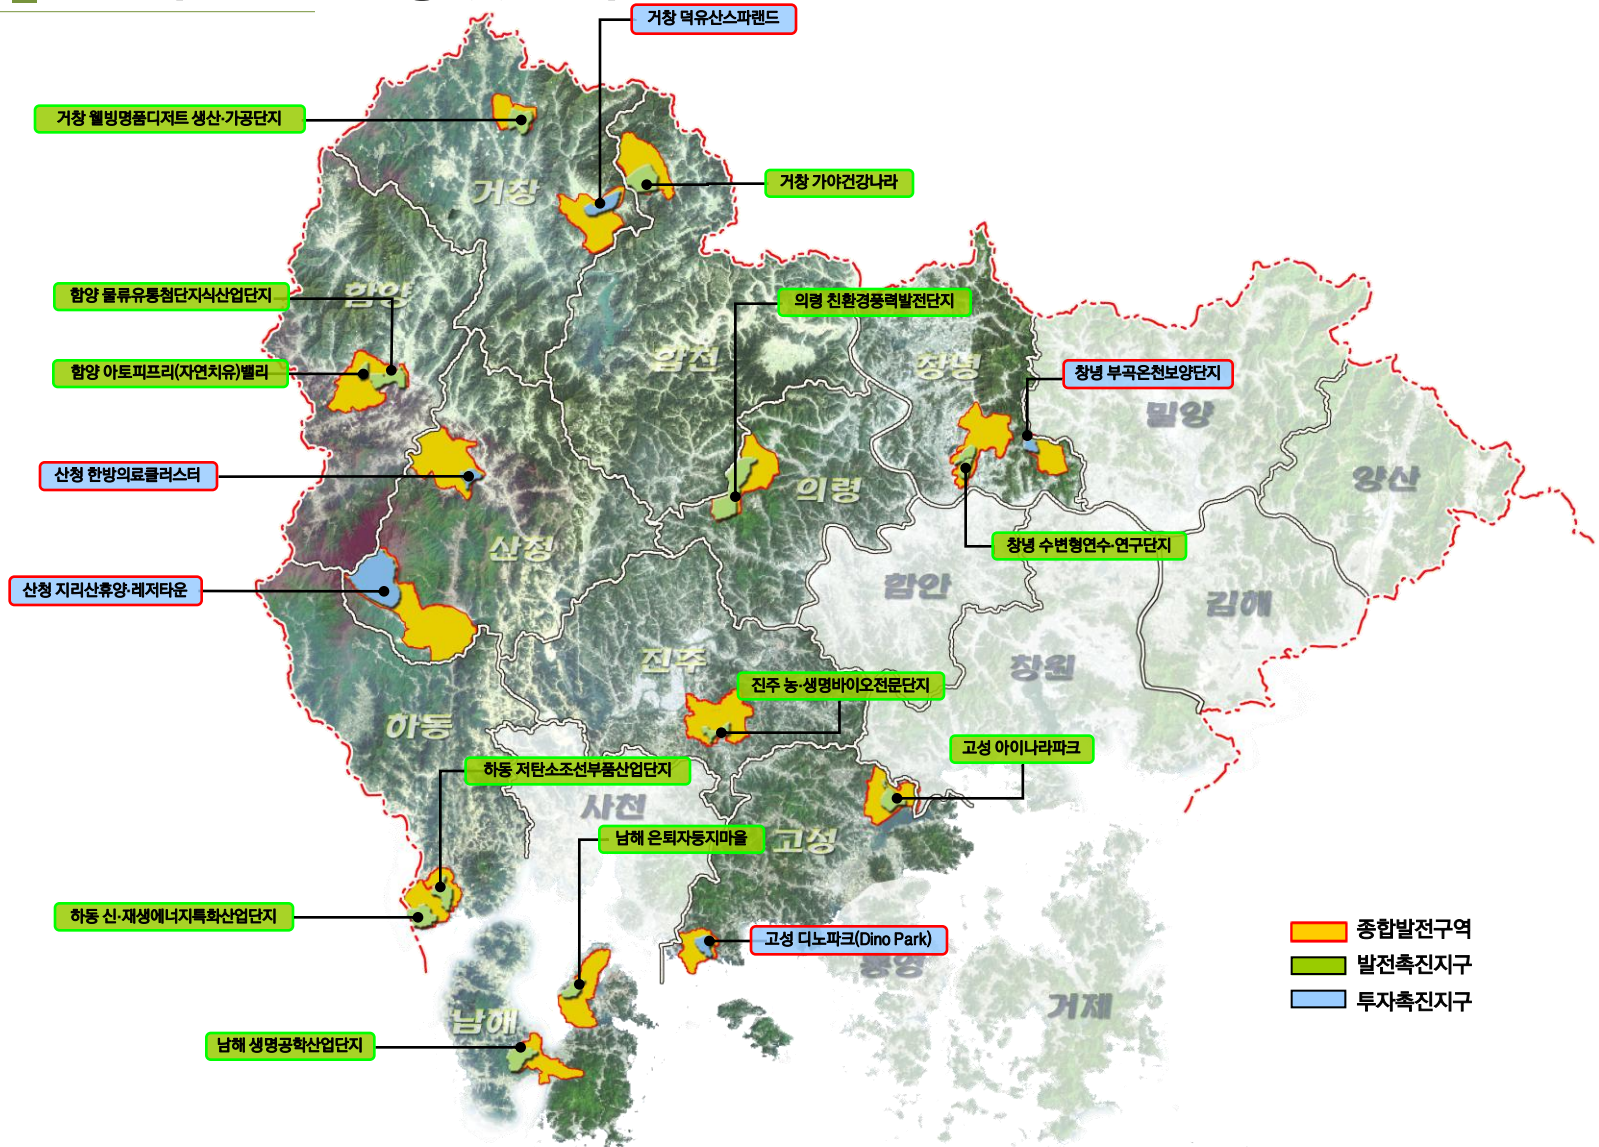 거창 덕유산스파랜드
거창 웰빙명품디저트 생산·가공단지
거창 가야건강나라
거창
함양 물류유통첨단지식산업단지
함양
의령 친환경풍력발전단지
합천
창녕
함양 아토피프리(자연치유)밸리
창녕 부곡온천보양단지
밀양
산청 한방의료클러스터
의령
양산
산청
창녕 수변형연수·연구단지
산청 지리산휴양·레저타운
함안
김해
진주
창원
진주 농·생명바이오전문단지
하동
고성 아이나라파크
하동 저탄소조선부품산업단지
사천
남해 은퇴자동지마을
고성
하동 신·재생에너지특화산업단지
고성 디노파크(Dino Park)
통영
종합발전구역
발전촉진지구
투자촉진지구
거제
남해
남해 생명공학산업단지